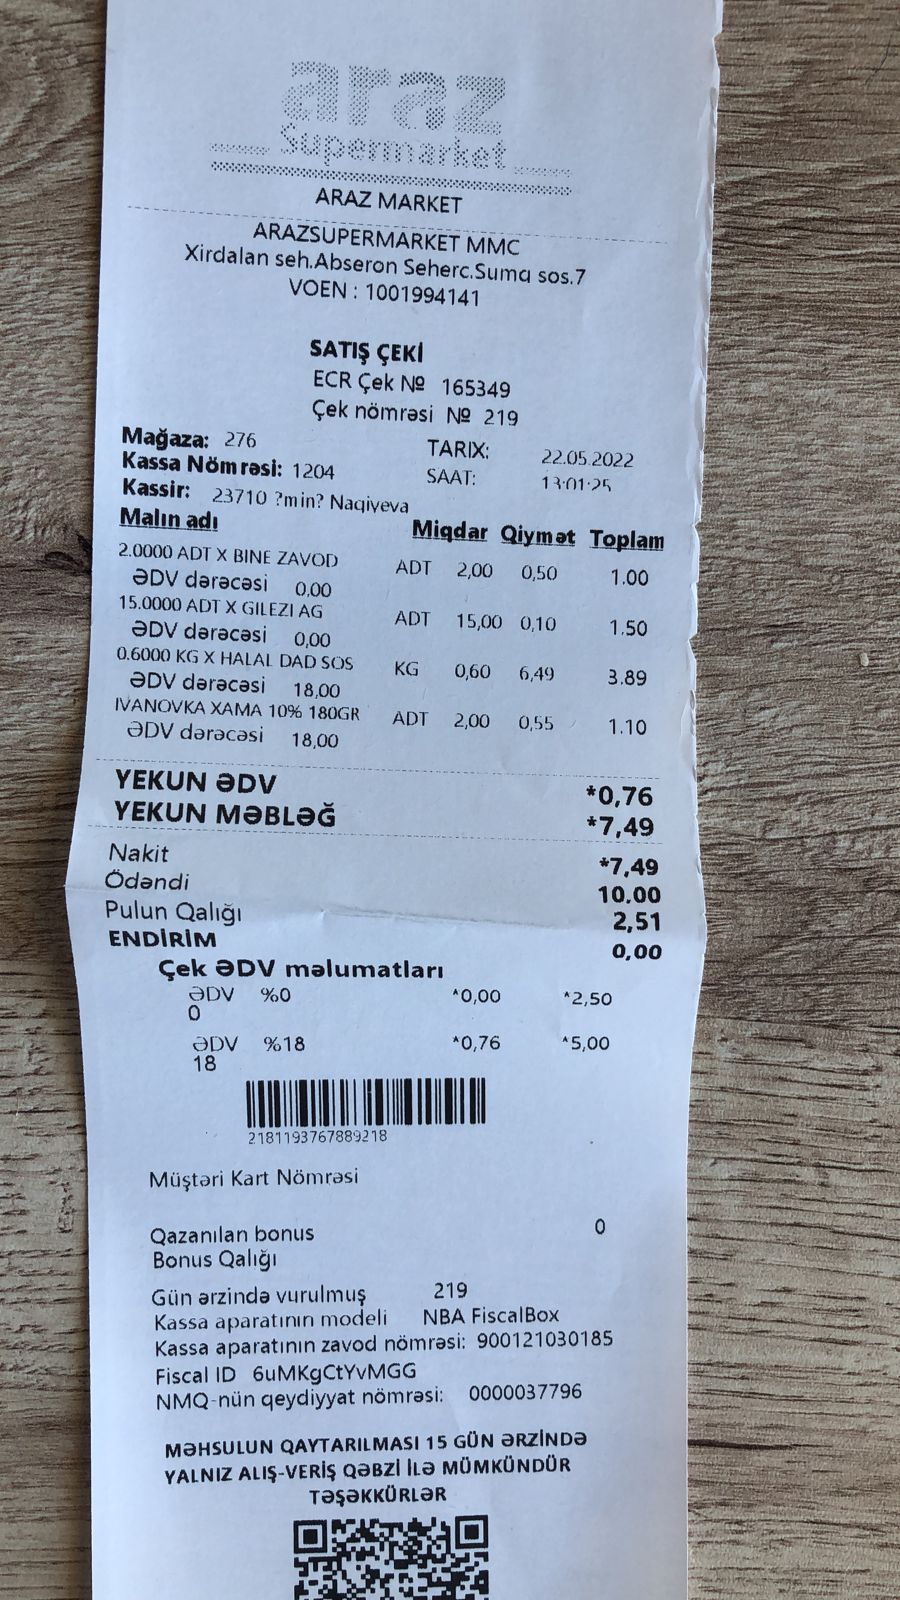 araz
Supermarket
ARAZ MARKET
ARAZSUPERMARKET MMC
Xirdalan seh.Abseron Seherc.Suma sos.7
VOEN : 1001994141
SATIŞ ÇEKİ
ECR Çek № 165349
Çek nömrəsi № 219
Mağaza: 276 TARIX: 22.05.2022
Kassa Nömrəsi: 1204 SAAT: 13:01:25
Kassir: 23710 ?min? Naqiyeva
Malın adı Miqdar Qiymət Toplam
2.0000 ADT X BINE ZAVOD ADT 2,00 0,50 1.00
ƏDV dərəcəsi 0,00
15.0000 ADT X GILEZI AG ADT 15,00 0,10 1.50
ƏDV dərəcəsi 0,00
0.6000 KG X HALAL DAD SOS KG 0,60 6,49 3.89
ƏDV dərəcəsi 18,00
IVANOVKA XAMA 10% 180GR ADT 2,00 0,55 1.10
ƏDV dərəcəsi 18,00
YEKUN ƏDV *0,76
YEKUN MƏBLƏĞ *7,49
Nakit *7,49
Ödəndi 10,00
Pulun Qalığı 2,51
ENDİRİM 0,00
Çek ƏDV məlumatları
ƏDV %0 *0,00 *2,50
0
ƏDV %18 *0,76 *5,00
18
2181193767889218
Müştəri Kart Nömrəsi
Qazanılan bonus 0
Bonus Qalığı
Gün ərzində vurulmuş 219
Kassa aparatının modeli NBA FiscalBox
Kassa aparatının zavod nömrəsi: 900121030185
Fiscal ID 6uMKgCtYvMGG
NMQ-nün qeydiyyat nömrəsi: 0000037796
MƏHSULUN QAYTARILMASI 15 GÜN ƏRZİNDƏ
YALNIZ ALIŞ-VERİŞ QƏBZİ İLƏ MÜMKÜNDÜR
TƏŞƏKKÜRLƏR